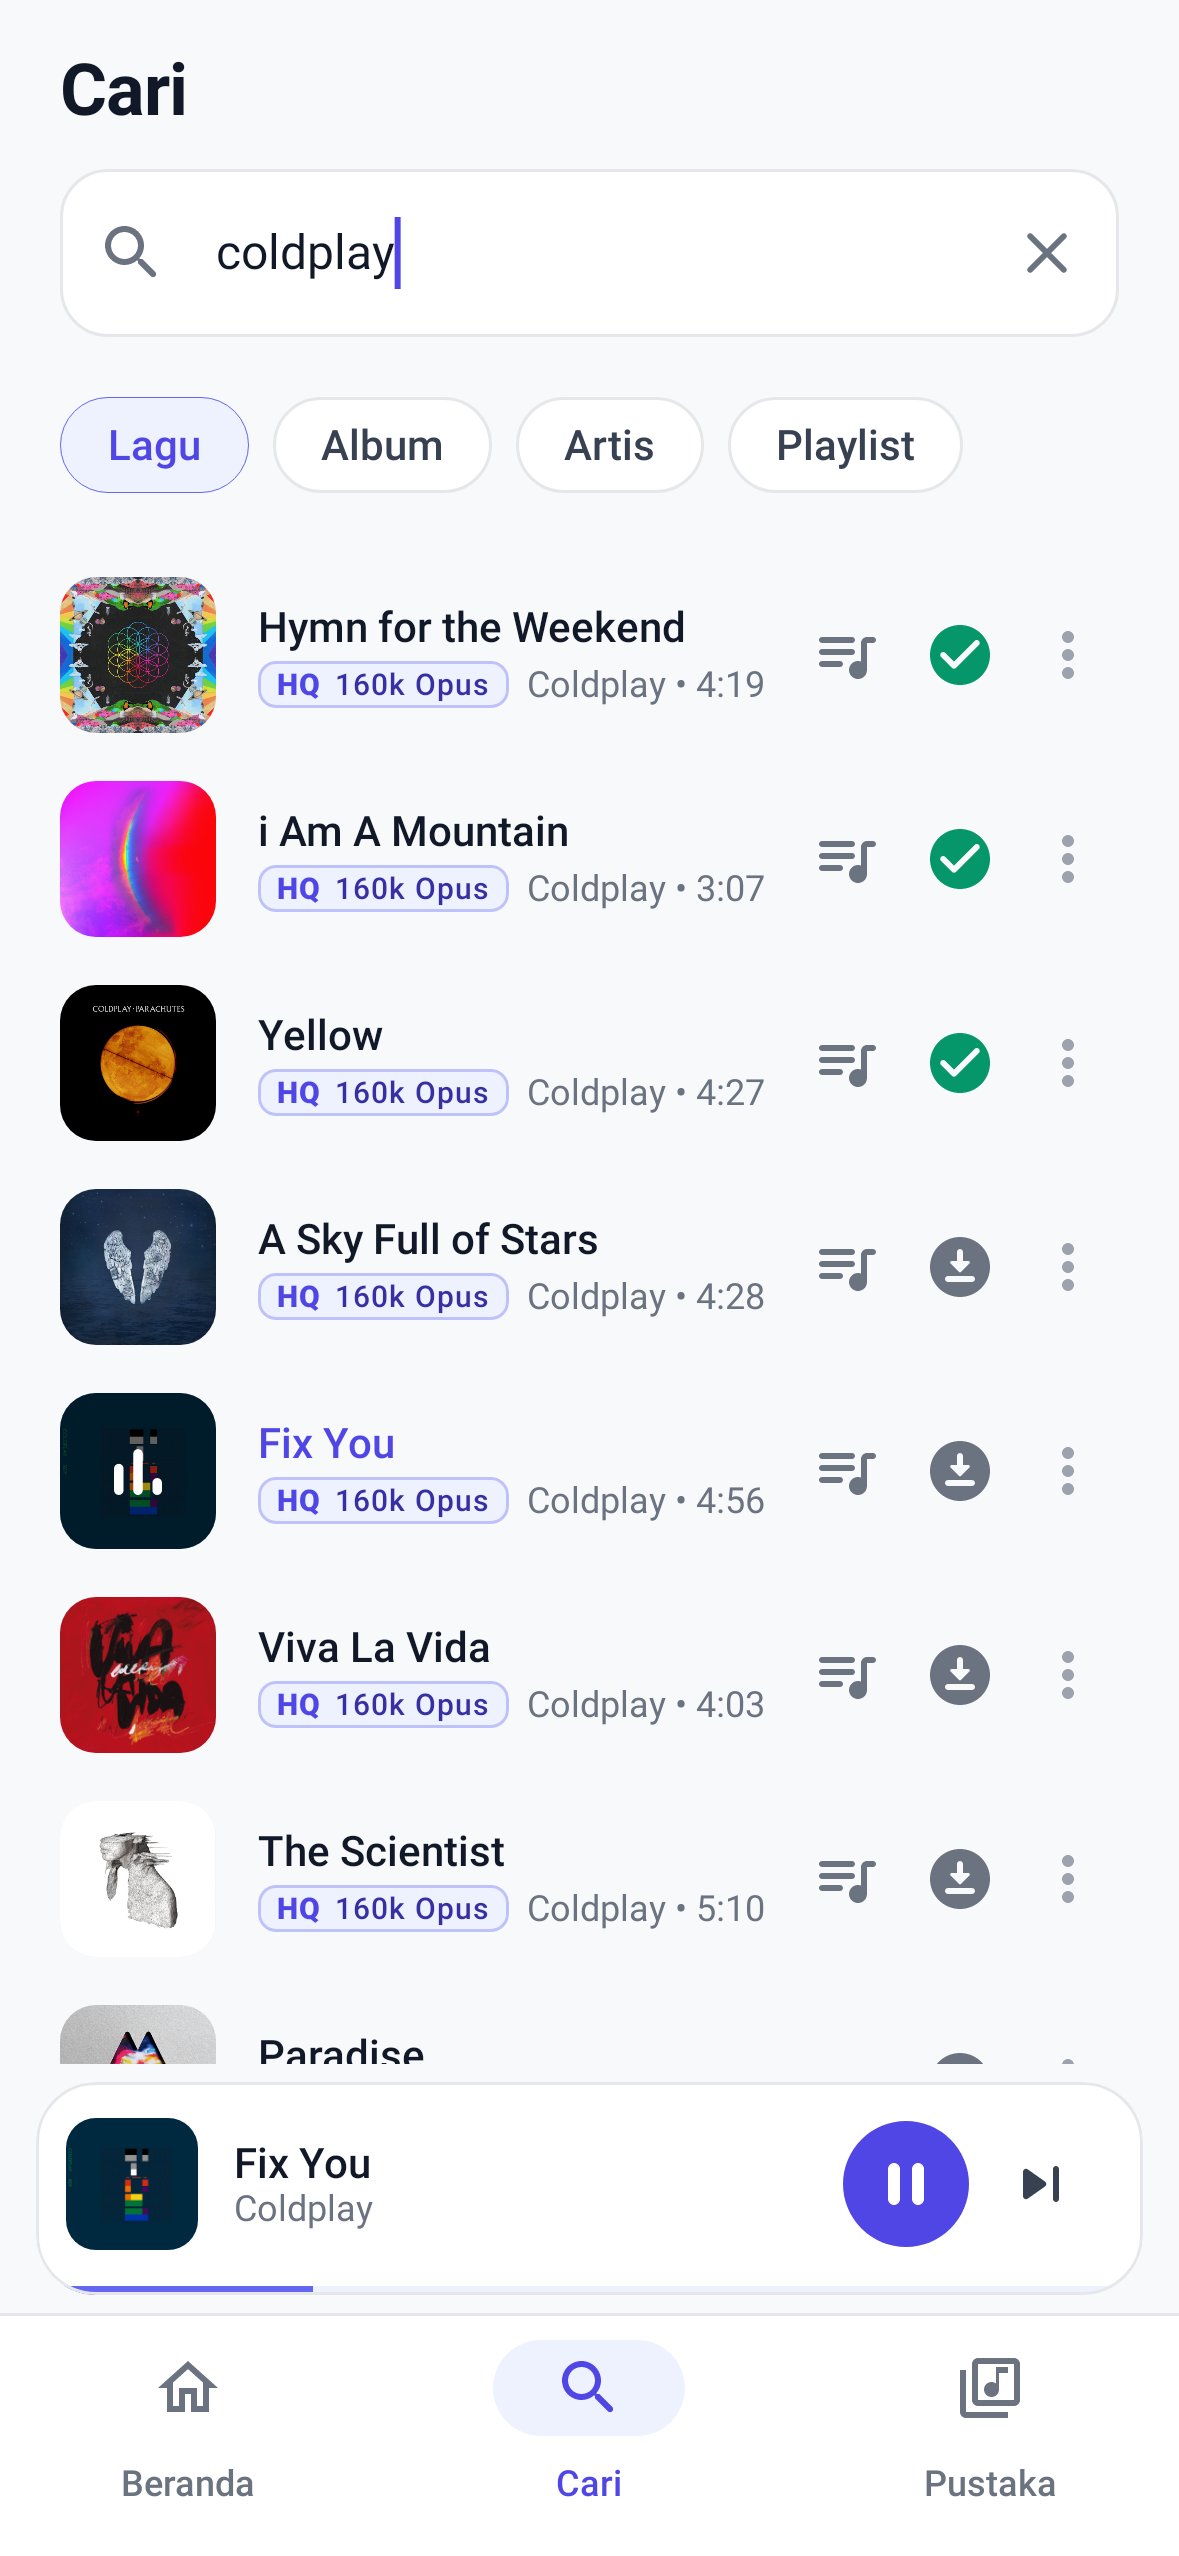 Cari
coldplay
Lagu Album Artis Playlist
Hymn for the Weekend
HQ 160k Opus Coldplay • 4:19
i Am A Mountain
HQ 160k Opus Coldplay • 3:07
COLDPLAY·PARACHUTES
Yellow
HQ 160k Opus Coldplay • 4:27
A Sky Full of Stars
HQ 160k Opus Coldplay • 4:28
Fix You
HQ 160k Opus Coldplay • 4:56
Viva La Vida
HQ 160k Opus Coldplay • 4:03
The Scientist
HQ 160k Opus Coldplay • 5:10
Paradise
Fix You
Coldplay
Beranda Cari Pustaka